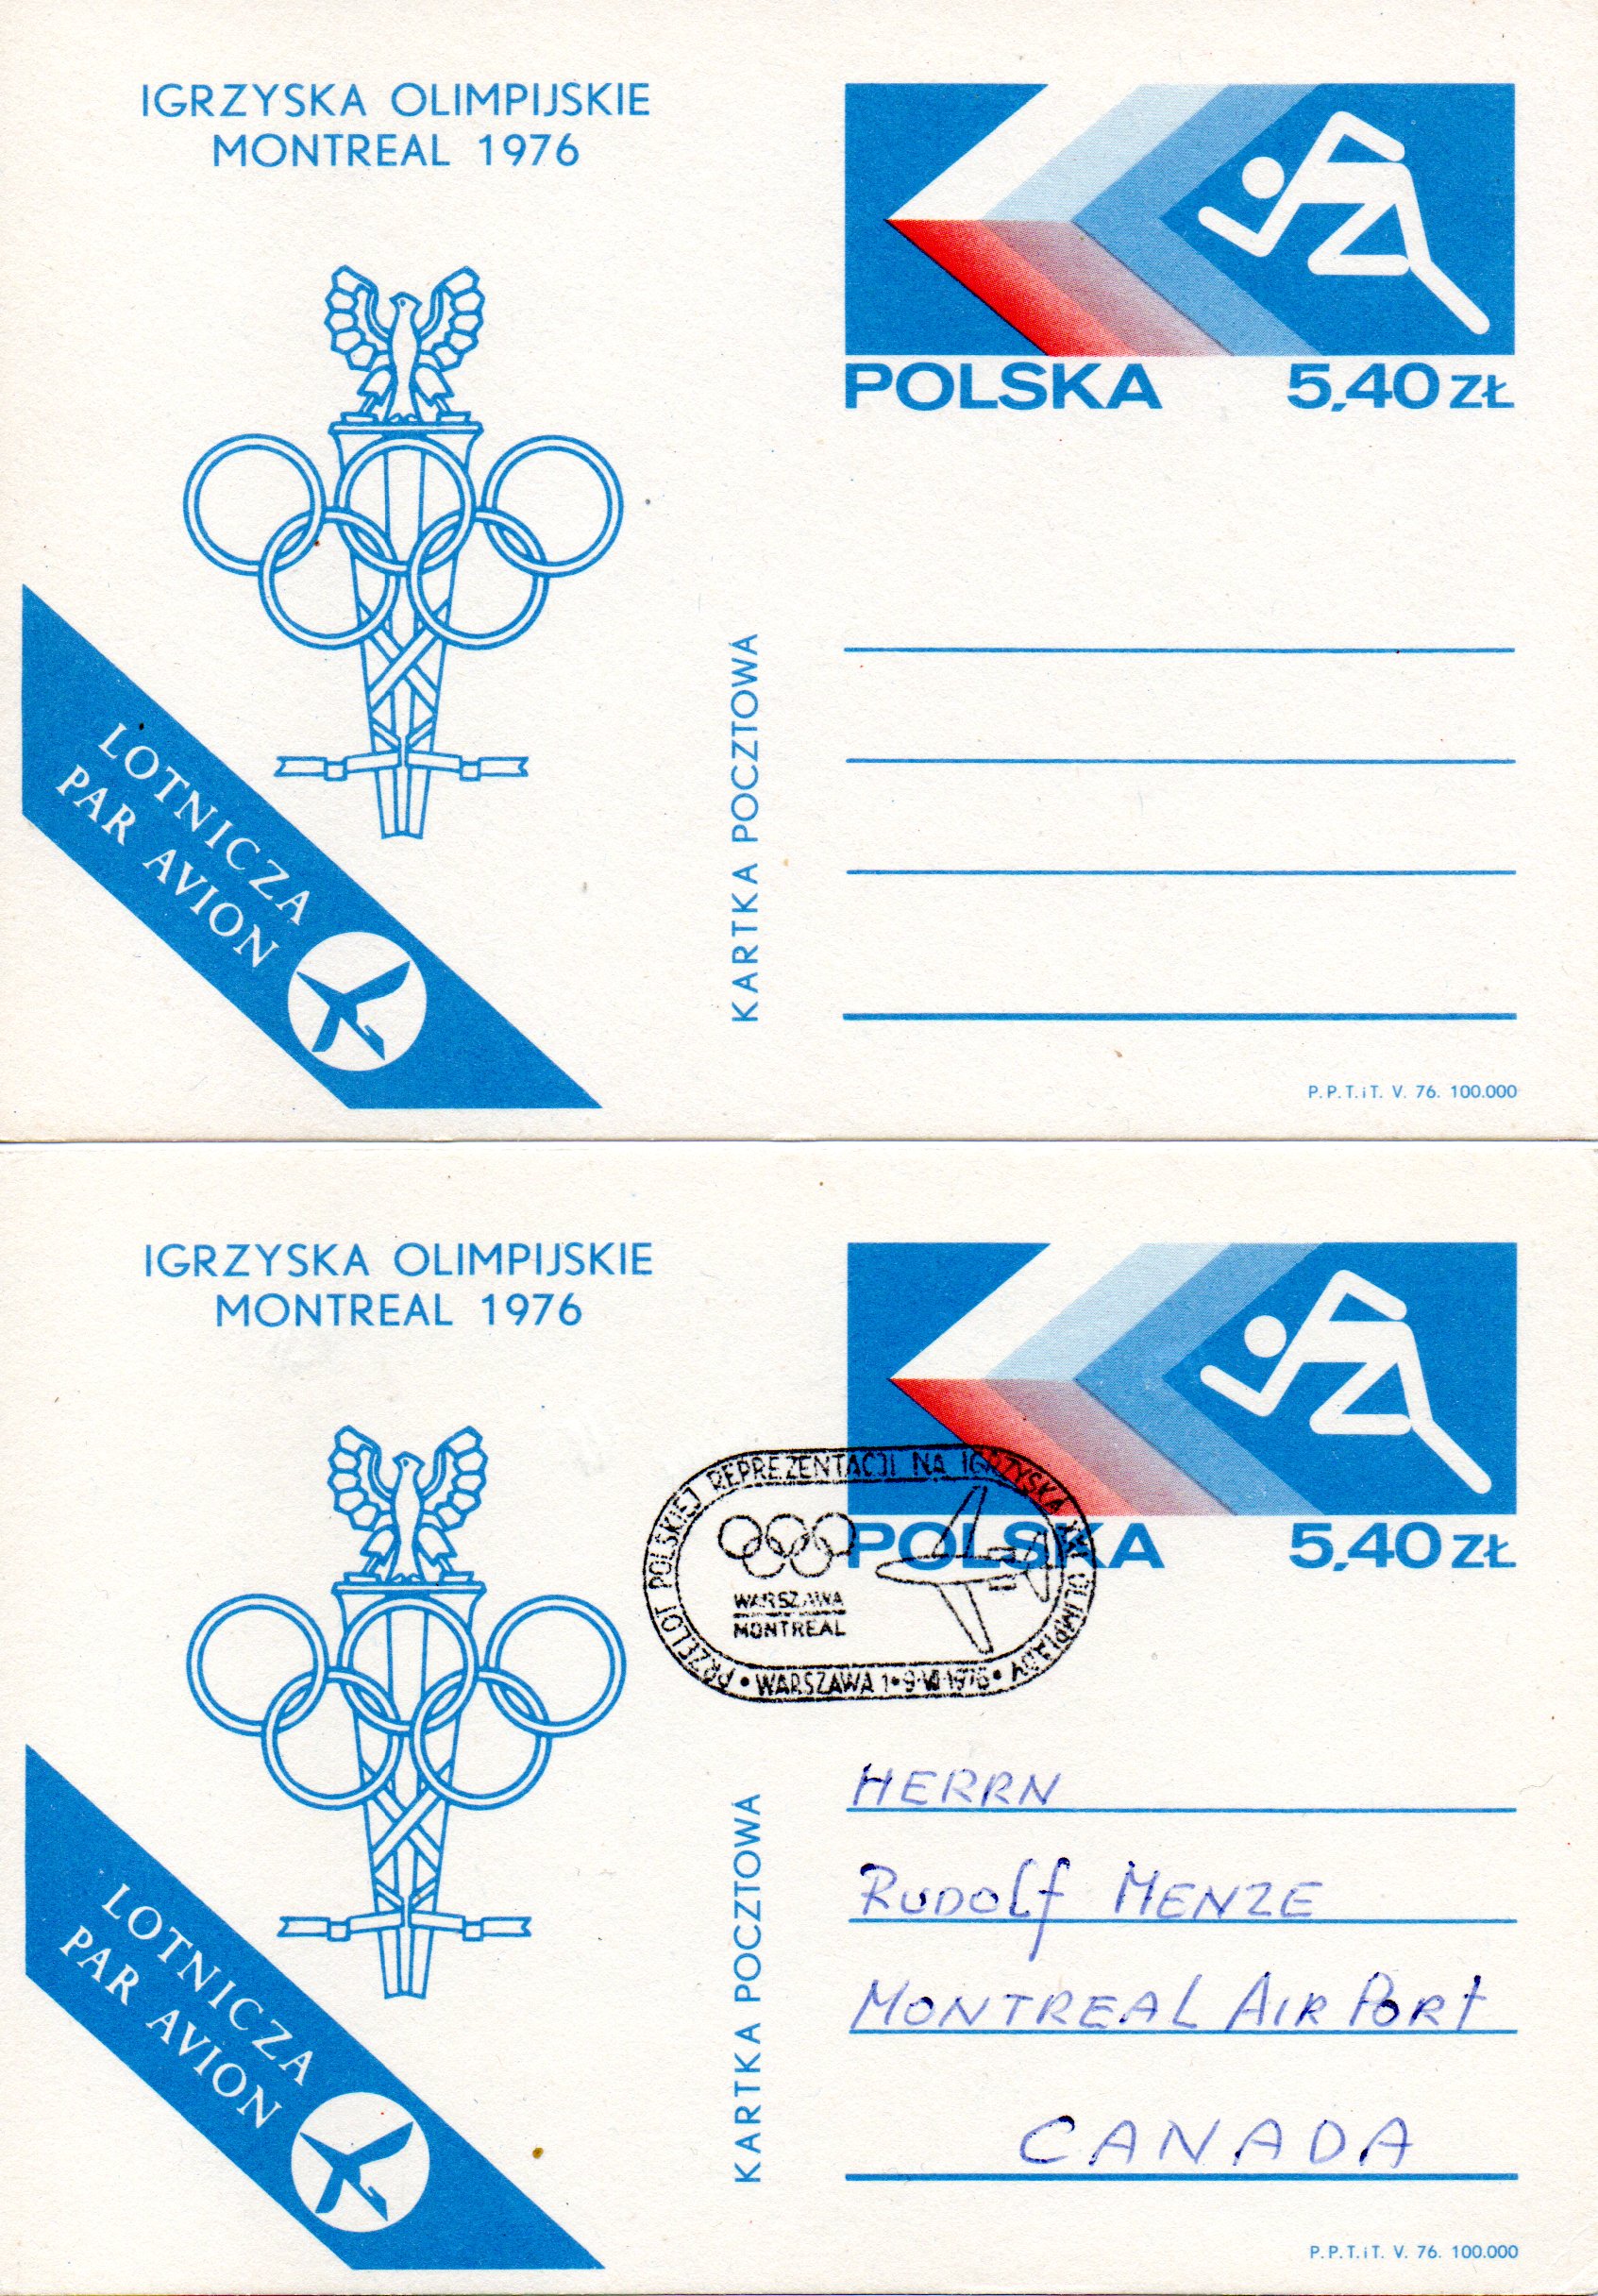 IGRZYSKA OLIMPIJSKIE
MONTREAL 1976
POLSKA 5,40 ZŁ
LOTNICZA
PAR AVION
KARTKA POCZTOWA
P.P.T.iT. V. 76. 100.000
IGRZYSKA OLIMPIJSKIE
MONTREAL 1976
POLSKA 5,40 ZŁ
PRZELOT POLSKIEJ REPREZENTACJI NA IGRZYSKA XXI OLIMPIADY
WARSZAWA
MONTREAL
• WARSZAWA 1 • 9 1976 •
HERRN
RUDOLf MENZE
MONTREAL AIR PORt
CANADA
LOTNICZA
PAR AVION
KARTKA POCZTOWA
P.P.T.iT. V. 76. 100.000